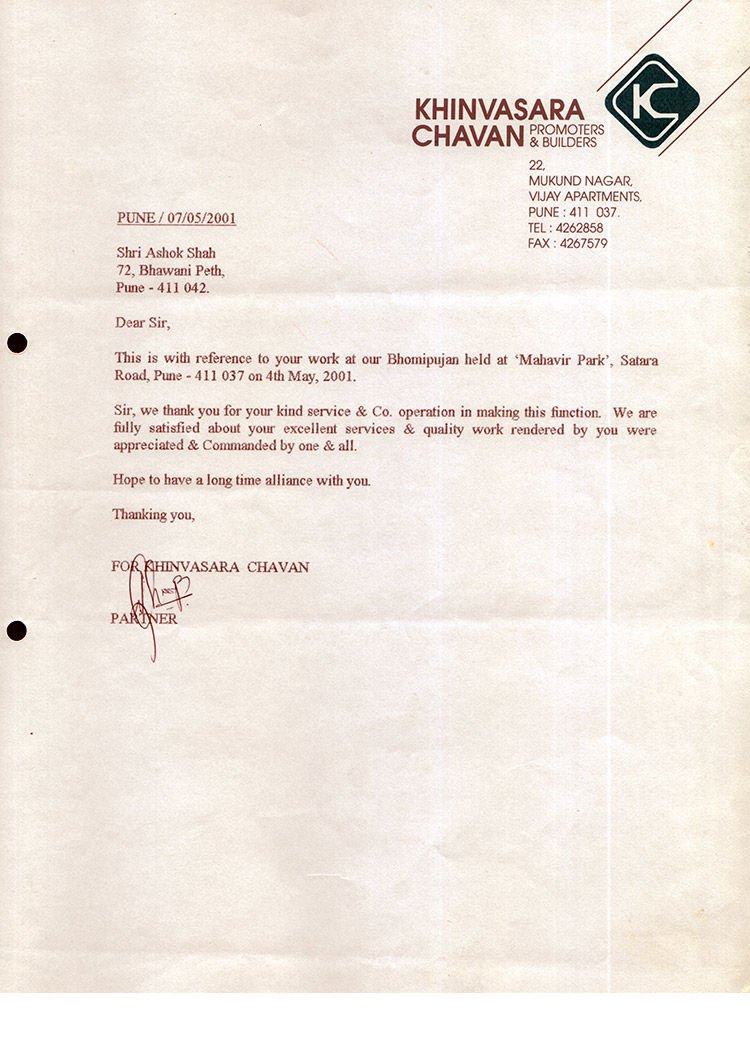 KHINVASARA
CHAVAN PROMOTERS & BUILDERS
KC
22,
MUKUND NAGAR,
VIJAY APARTMENTS,
PUNE : 411 037.
TEL : 4262858
FAX : 4267579
PUNE / 07/05/2001
Shri Ashok Shah
72, Bhawani Peth,
Pune - 411 042.
Dear Sir,
This is with reference to your work at our Bhomipujan held at ‘Mahavir Park’, Satara
Road, Pune - 411 037 on 4th May, 2001.
Sir, we thank you for your kind service & Co. operation in making this function. We are
fully satisfied about your excellent services & quality work rendered by you were
appreciated & Commanded by one & all.
Hope to have a long time alliance with you.
Thanking you,
FOR KHINVASARA CHAVAN
PARTNER